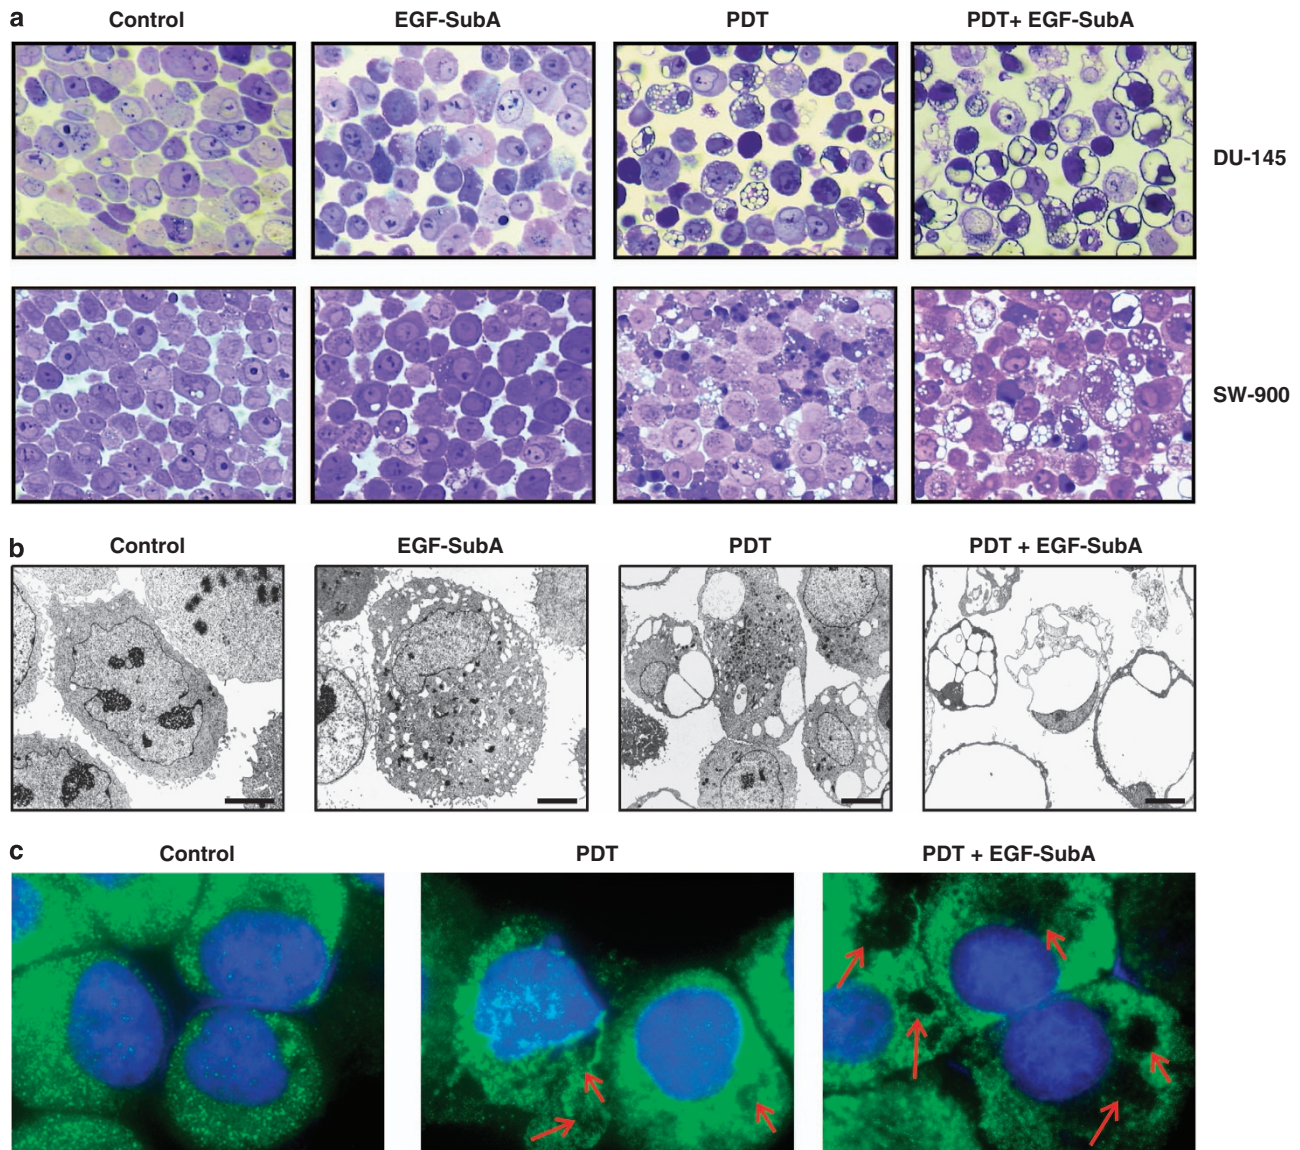 a
Control EGF-SubA PDT PDT+ EGF-SubA
DU-145
SW-900
b
Control EGF-SubA PDT PDT + EGF-SubA
c
Control PDT PDT + EGF-SubA